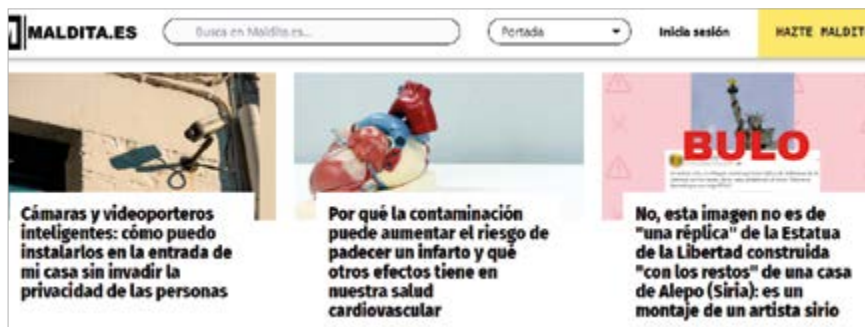 MALDITA.ES
Busca en Maldita.es...
Portada
Inicia sesión
HAZTE MALDIT
Cámaras y videoporteros
inteligentes: cómo puedo
instalarlos en la entrada de
mi casa sin invadir la
privacidad de las personas
Por qué la contaminación
puede aumentar el riesgo de
padecer un infarto y qué
otros efectos tiene en
nuestra salud
cardiovascular
BULO
No, esta imagen no es de
"una réplica" de la Estatua
de la Libertad construida
"con los restos" de una casa
de Alepo (Siria): es un
montaje de un artista sirio